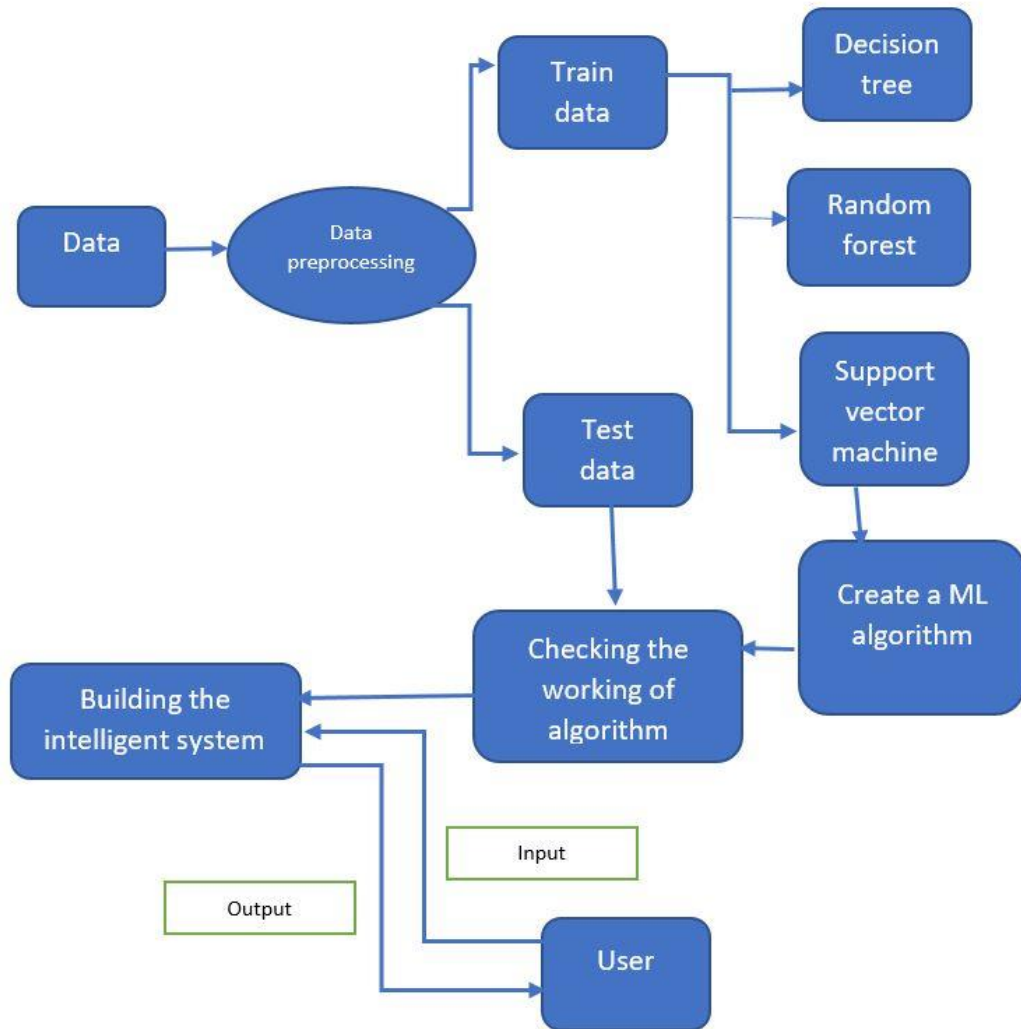 Decision
tree
Train
data
Random
forest
Data
Data
preprocessing
Support
vector
machine
Test
data
Create a ML
algorithm
Checking the
working of
algorithm
Building the
intelligent system
Input
Output
User